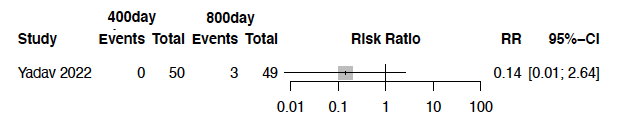 400day 800day
Study Events Total Events Total Risk Ratio RR 95%−CI
Yadav 2022 0 50 3 49 0.14 [0.01; 2.64]
0.01 0.1 1 10 100